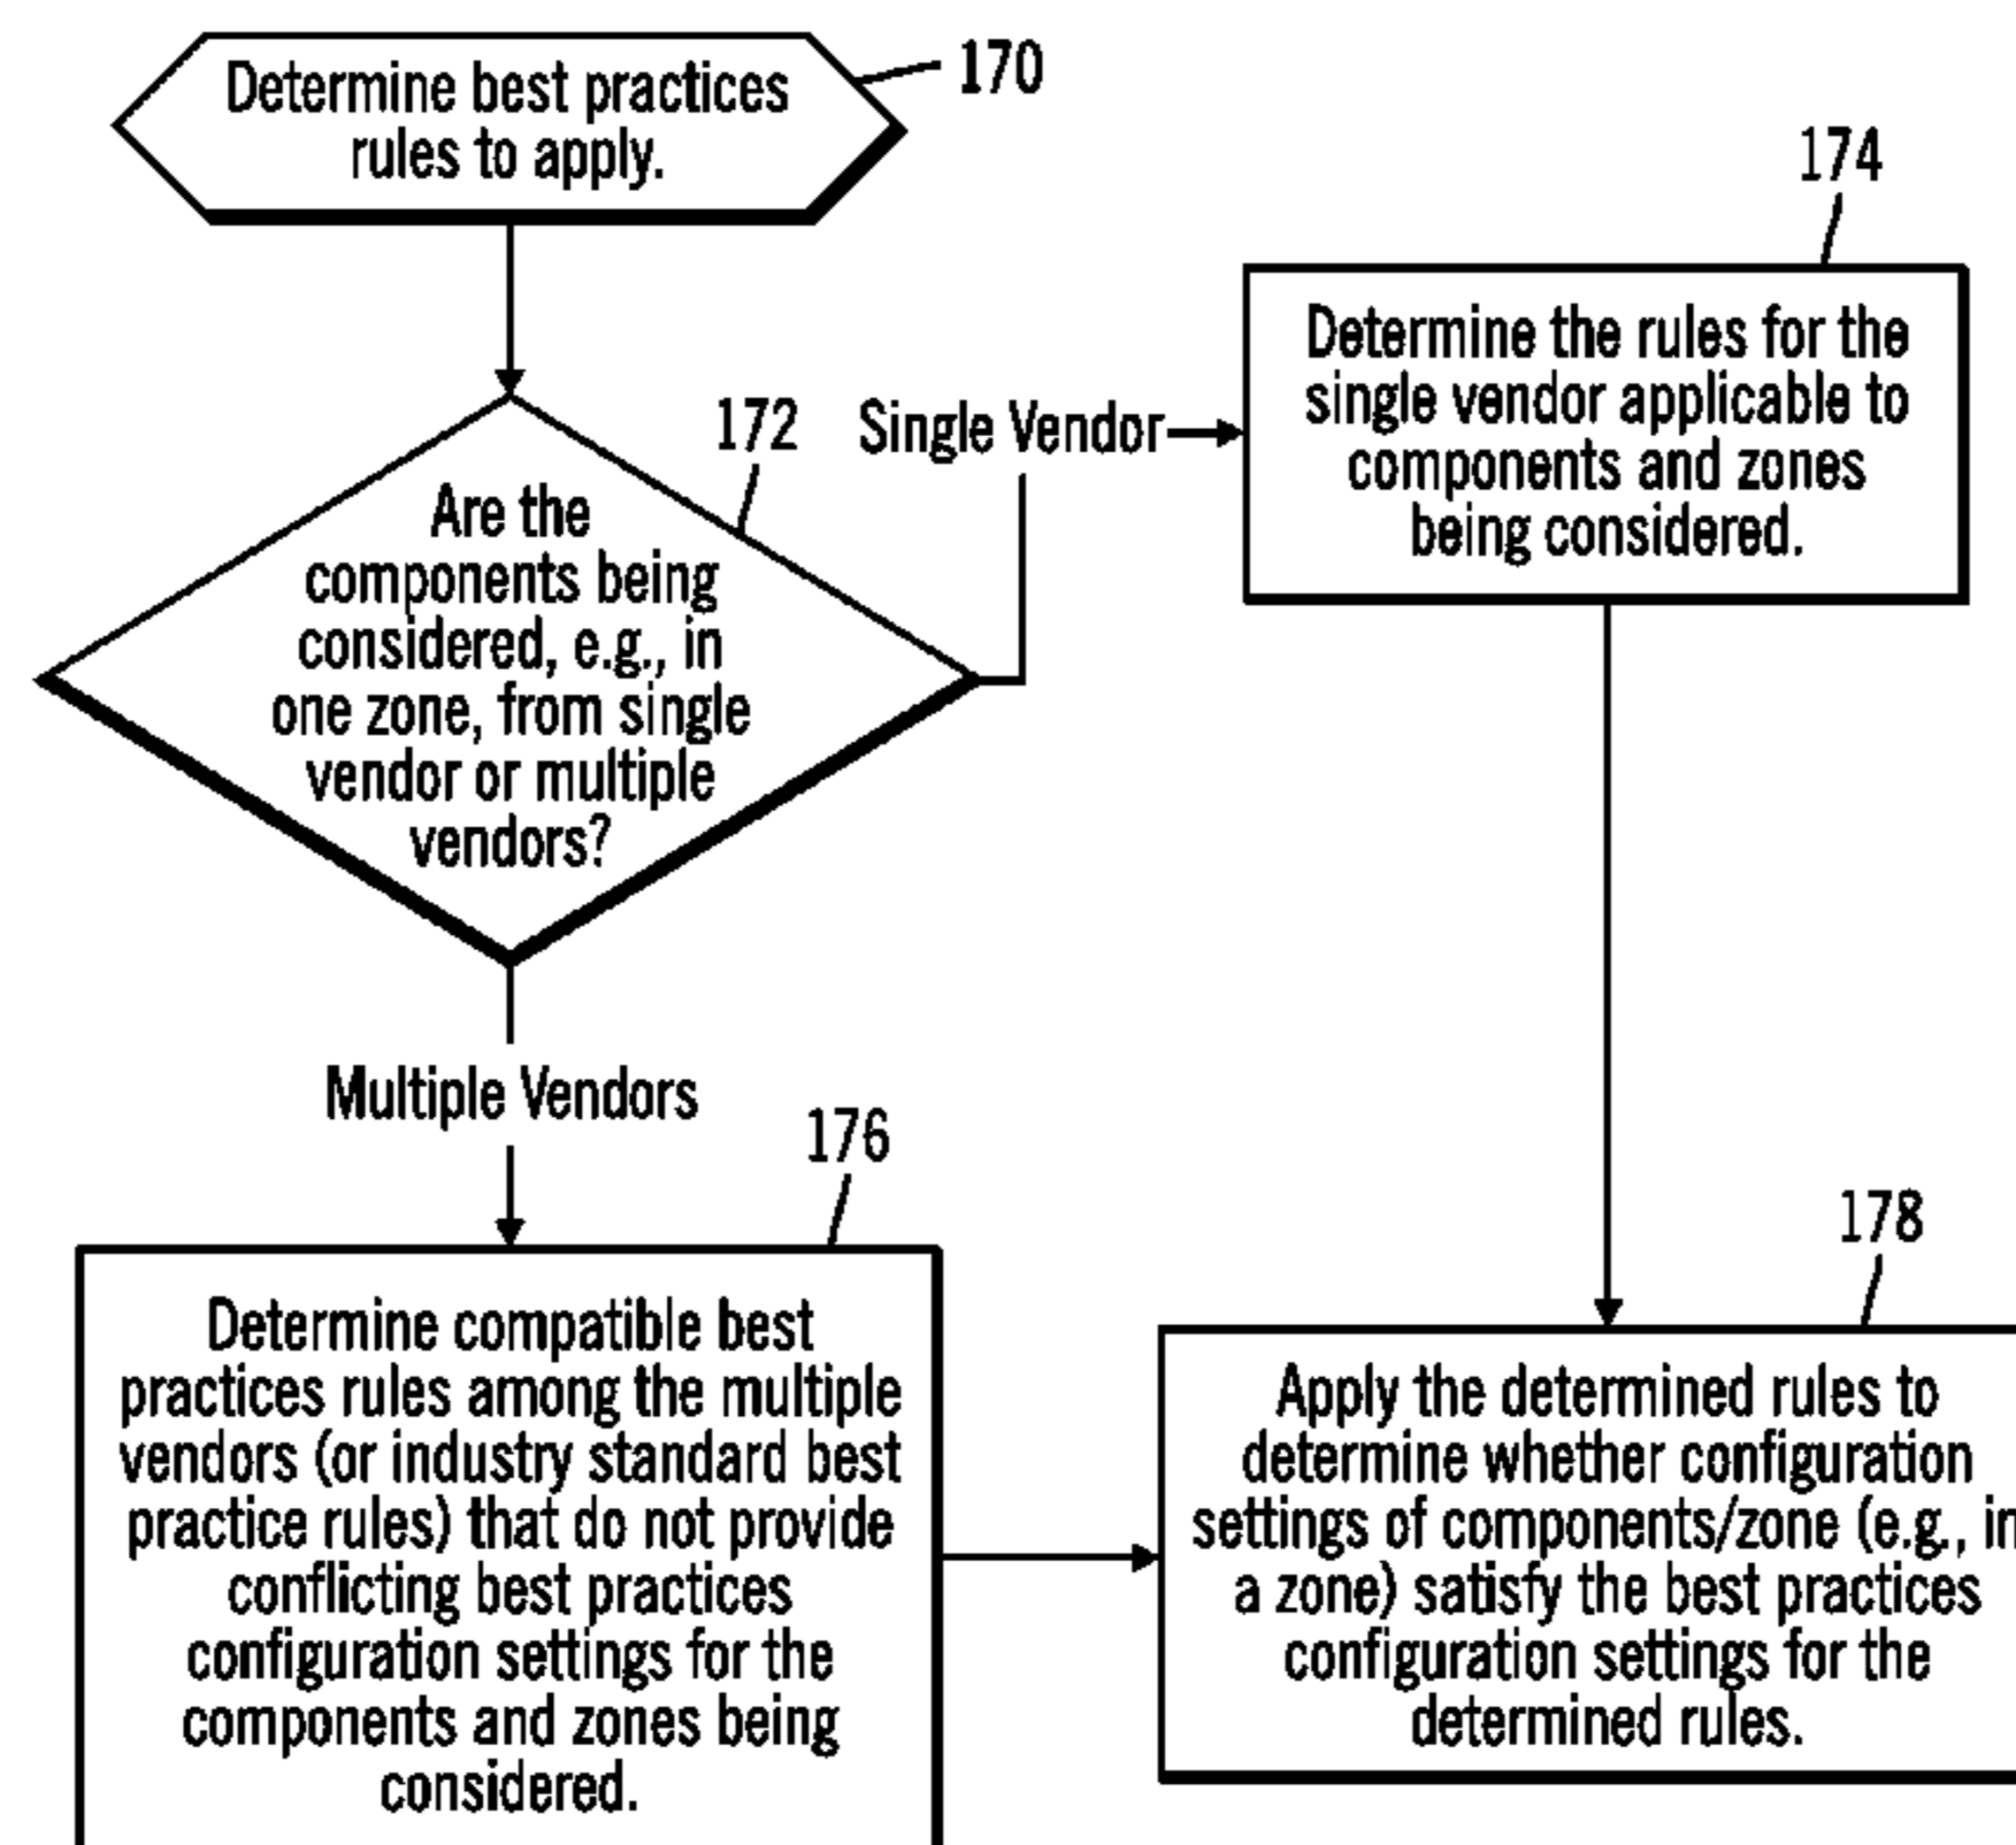 Determine best practices
rules to apply.
170
172
Are the
components being
considered, e.g., in
one zone, from single
vendor or multiple
vendors?
Single Vendor
174
Determine the rules for the
single vendor applicable to
components and zones
being considered.
Multiple Vendors
176
Determine compatible best
practices rules among the multiple
vendors (or industry standard best
practice rules) that do not provide
conflicting best practices
configuration settings for the
components and zones being
considered.
178
Apply the determined rules to
determine whether configuration
settings of components/zone (e.g., in
a zone) satisfy the best practices
configuration settings for the
determined rules.